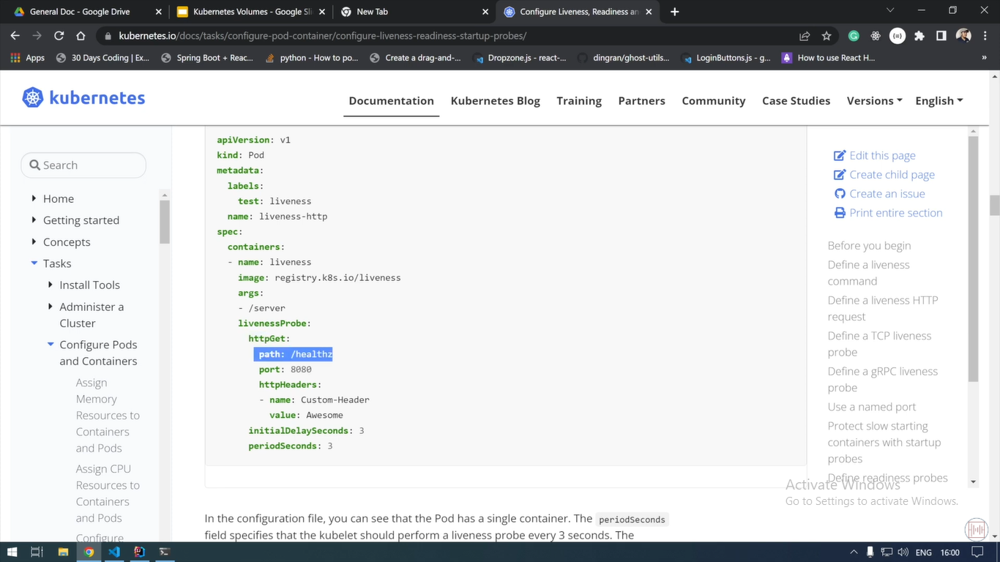 General Doc - Google Drive
Kubernetes Volumes - Google Sli
New Tab
Configure Liveness, Readiness an
kubernetes.io/docs/tasks/configure-pod-container/configure-liveness-readiness-startup-probes/
Apps
30 Days Coding | Ex...
Spring Boot + Reac...
python - How to po...
Create a drag-and-...
Dropzone.js - react-...
dingran/ghost-utils...
LoginButtons.js - g...
How to use React H...
»
kubernetes
Documentation
Kubernetes Blog
Training
Partners
Community
Case Studies
Versions
English
Search
Home
Getting started
Concepts
Tasks
Install Tools
Administer a
Cluster
Configure Pods
and Containers
Assign
Memory
Resources to
Containers
and Pods
Assign CPU
Resources to
Containers
and Pods
Configure
apiVersion: v1
kind: Pod
metadata:
labels:
test: liveness
name: liveness-http
spec:
containers:
- name: liveness
image: registry.k8s.io/liveness
args:
- /server
livenessProbe:
httpGet:
path: /healthz
port: 8080
httpHeaders:
- name: Custom-Header
value: Awesome
initialDelaySeconds: 3
periodSeconds: 3
In the configuration file, you can see that the Pod has a single container. The periodSeconds
field specifies that the kubelet should perform a liveness probe every 3 seconds. The
Edit this page
Create child page
Create an issue
Print entire section
Before you begin
Define a liveness
command
Define a liveness HTTP
request
Define a TCP liveness
probe
Define a gRPC liveness
probe
Use a named port
Protect slow starting
containers with startup
probes
Define readiness probes
Activate Windows
Go to Settings to activate Windows.
ENG
16:00